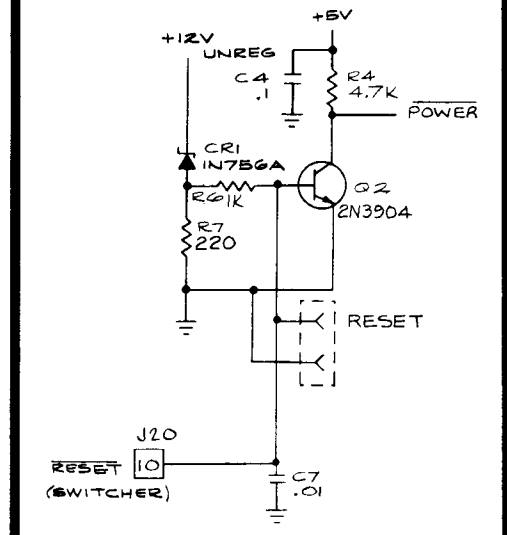 +5V
+12V
UNREG
C4
.1
R4
4.7K
POWER
CR1
1N756A
R6 1K
Q2
2N3904
R7
220
RESET
J20
RESET 10
(SWITCHER)
C7
.01